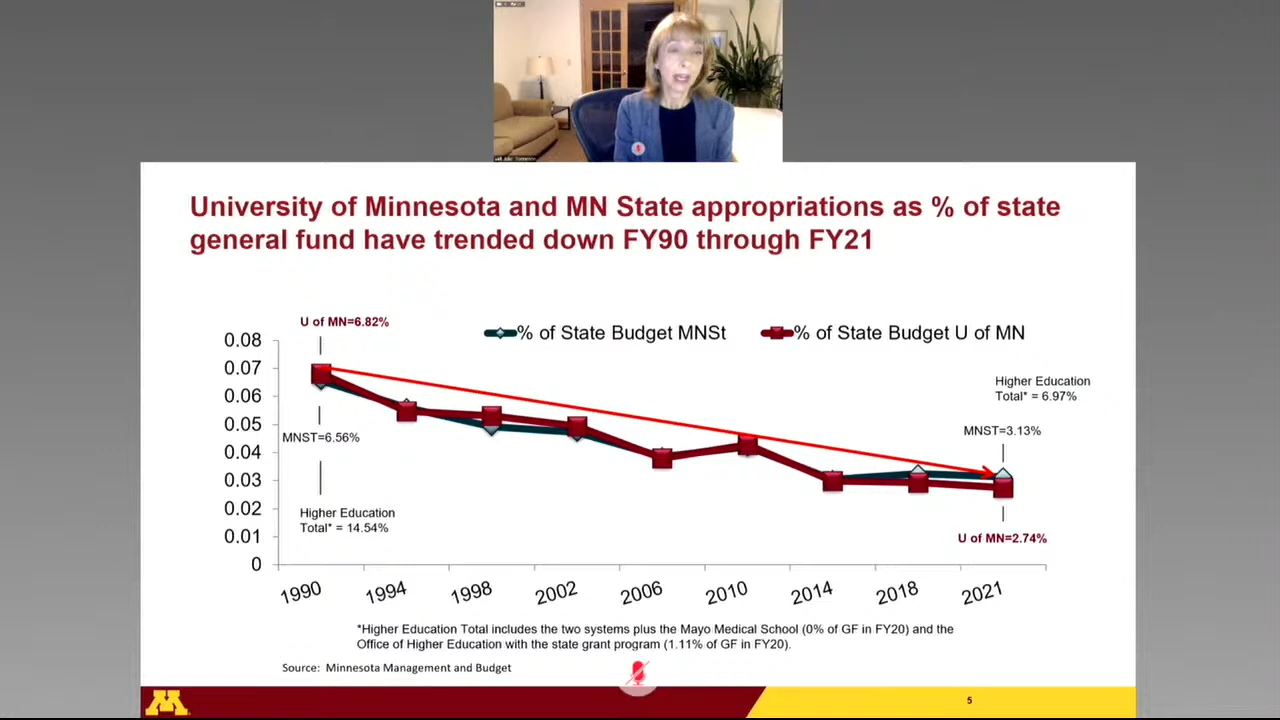 University of Minnesota and MN State appropriations as % of state
general fund have trended down FY90 through FY21
U of MN=6.82%
% of State Budget MNSt
% of State Budget U of MN
0.08
0.07
0.06
0.05
0.04
0.03
0.02
0.01
0
MNST=6.56%
Higher Education
Total* = 14.54%
Higher Education
Total* = 6.97%
MNST=3.13%
U of MN=2.74%
1990
1994
1998
2002
2006
2010
2014
2018
2021
*Higher Education Total includes the two systems plus the Mayo Medical School (0% of GF in FY20) and the
Office of Higher Education with the state grant program (1.11% of GF in FY20).
Source: Minnesota Management and Budget
M
5